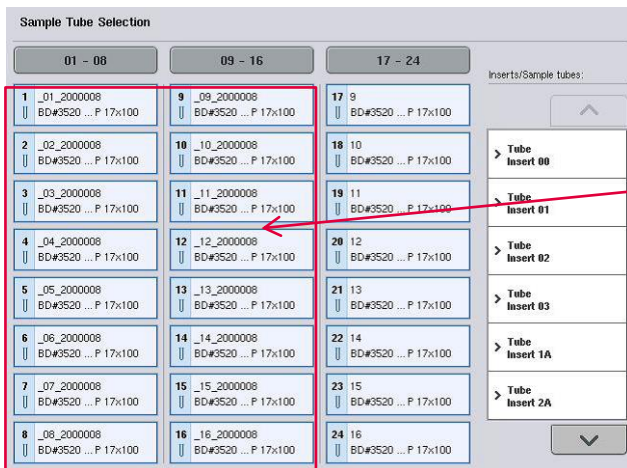 Sample Tube Selection
01 - 08
09 - 16
17 - 24
Inserts/Sample tubes:
1 _01_2000008
BD#3520 ... P 17x100
2 _02_2000008
BD#3520 ... P 17x100
3 _03_2000008
BD#3520 ... P 17x100
4 _04_2000008
BD#3520 ... P 17x100
5 _05_2000008
BD#3520 ... P 17x100
6 _06_2000008
BD#3520 ... P 17x100
7 _07_2000008
BD#3520 ... P 17x100
8 _08_2000008
BD#3520 ... P 17x100
9 _09_2000008
BD#3520 ... P 17x100
10 _10_2000008
BD#3520 ... P 17x100
11 _11_2000008
BD#3520 ... P 17x100
12 _12_2000008
BD#3520 ... P 17x100
13 _13_2000008
BD#3520 ... P 17x100
14 _14_2000008
BD#3520 ... P 17x100
15 _15_2000008
BD#3520 ... P 17x100
16 _16_2000008
BD#3520 ... P 17x100
17 9
BD#3520 ... P 17x100
18 10
BD#3520 ... P 17x100
19 11
BD#3520 ... P 17x100
20 12
BD#3520 ... P 17x100
21 13
BD#3520 ... P 17x100
22 14
BD#3520 ... P 17x100
23 15
BD#3520 ... P 17x100
24 16
BD#3520 ... P 17x100
Tube
Insert 00
Tube
Insert 01
Tube
Insert 02
Tube
Insert 03
Tube
Insert 1A
Tube
Insert 2A